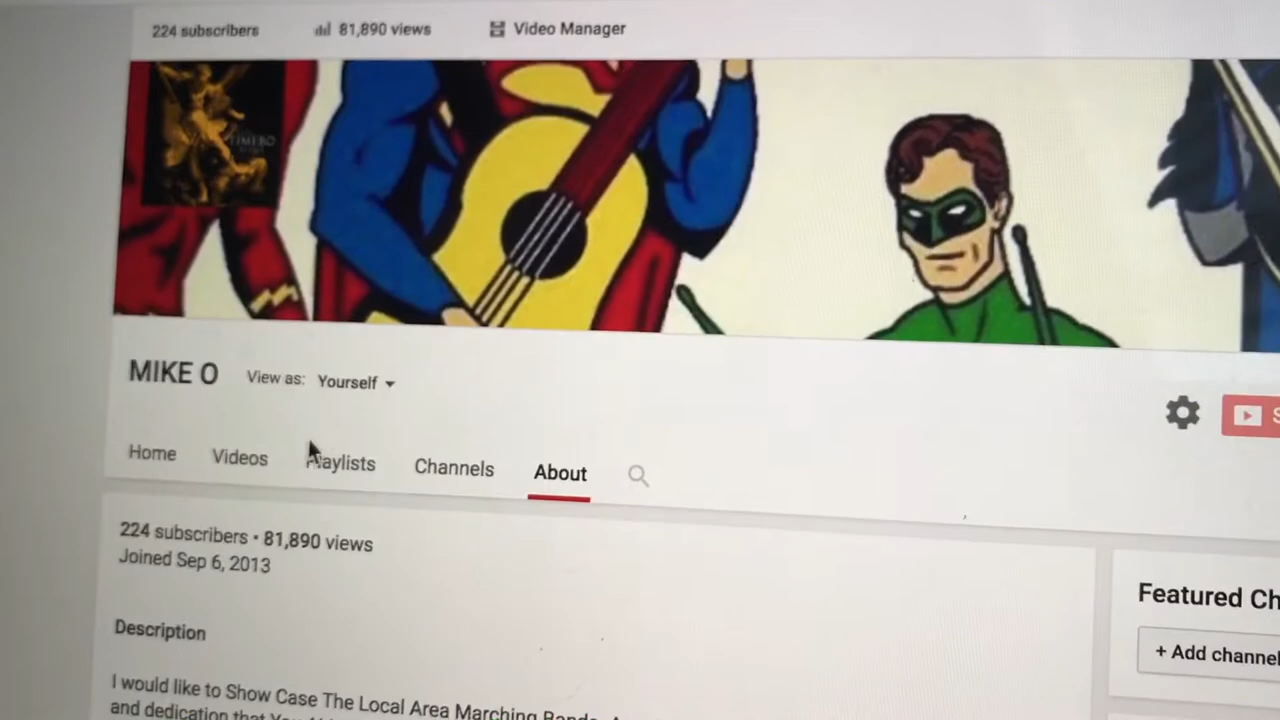 224 subscribers
81,890 views
Video Manager
MIKE O
View as: Yourself
Home
Videos
Playlists
Channels
About
224 subscribers • 81,890 views
Joined Sep 6, 2013
Featured Ch
+ Add channel
Description
I would like to Show Case The Local Area Marching Bands
and dedication that